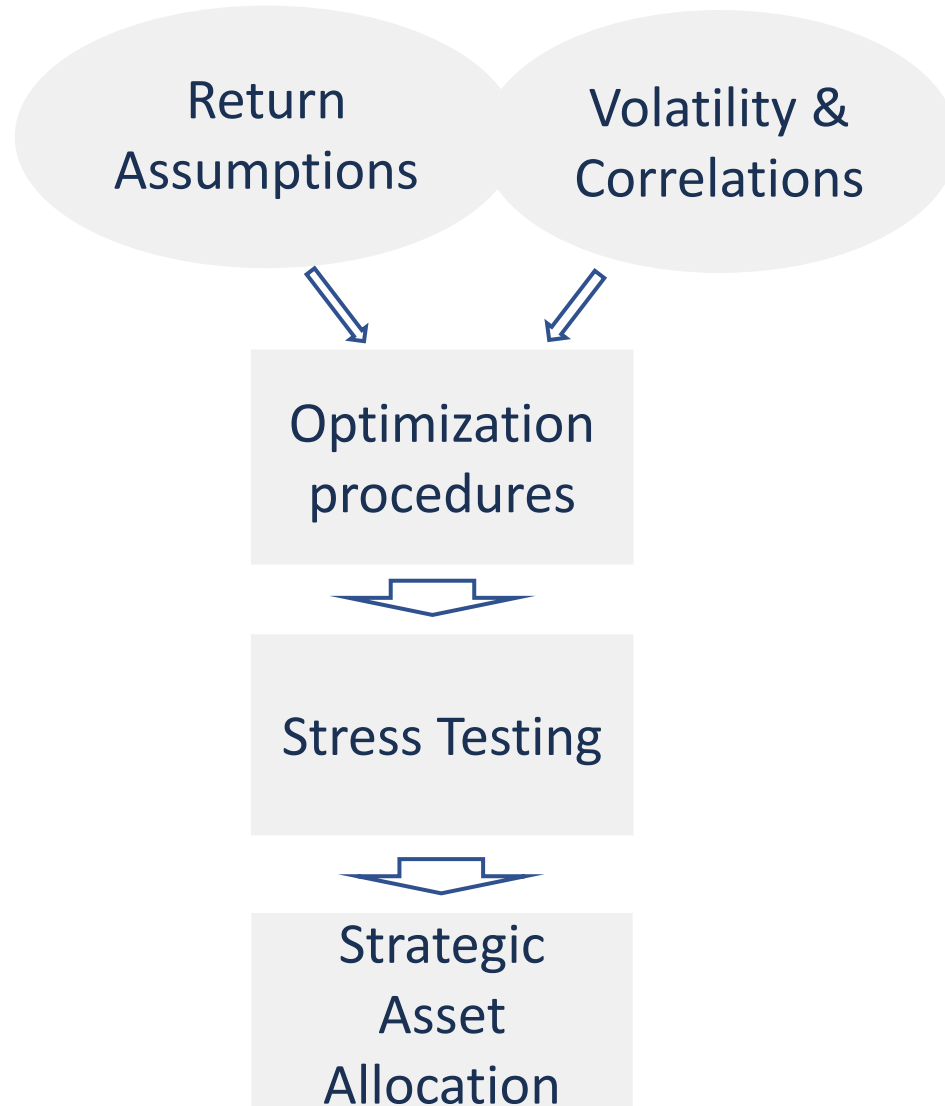 Return
Assumptions
Volatility &
Correlations
Optimization
procedures
Stress Testing
Strategic
Asset
Allocation